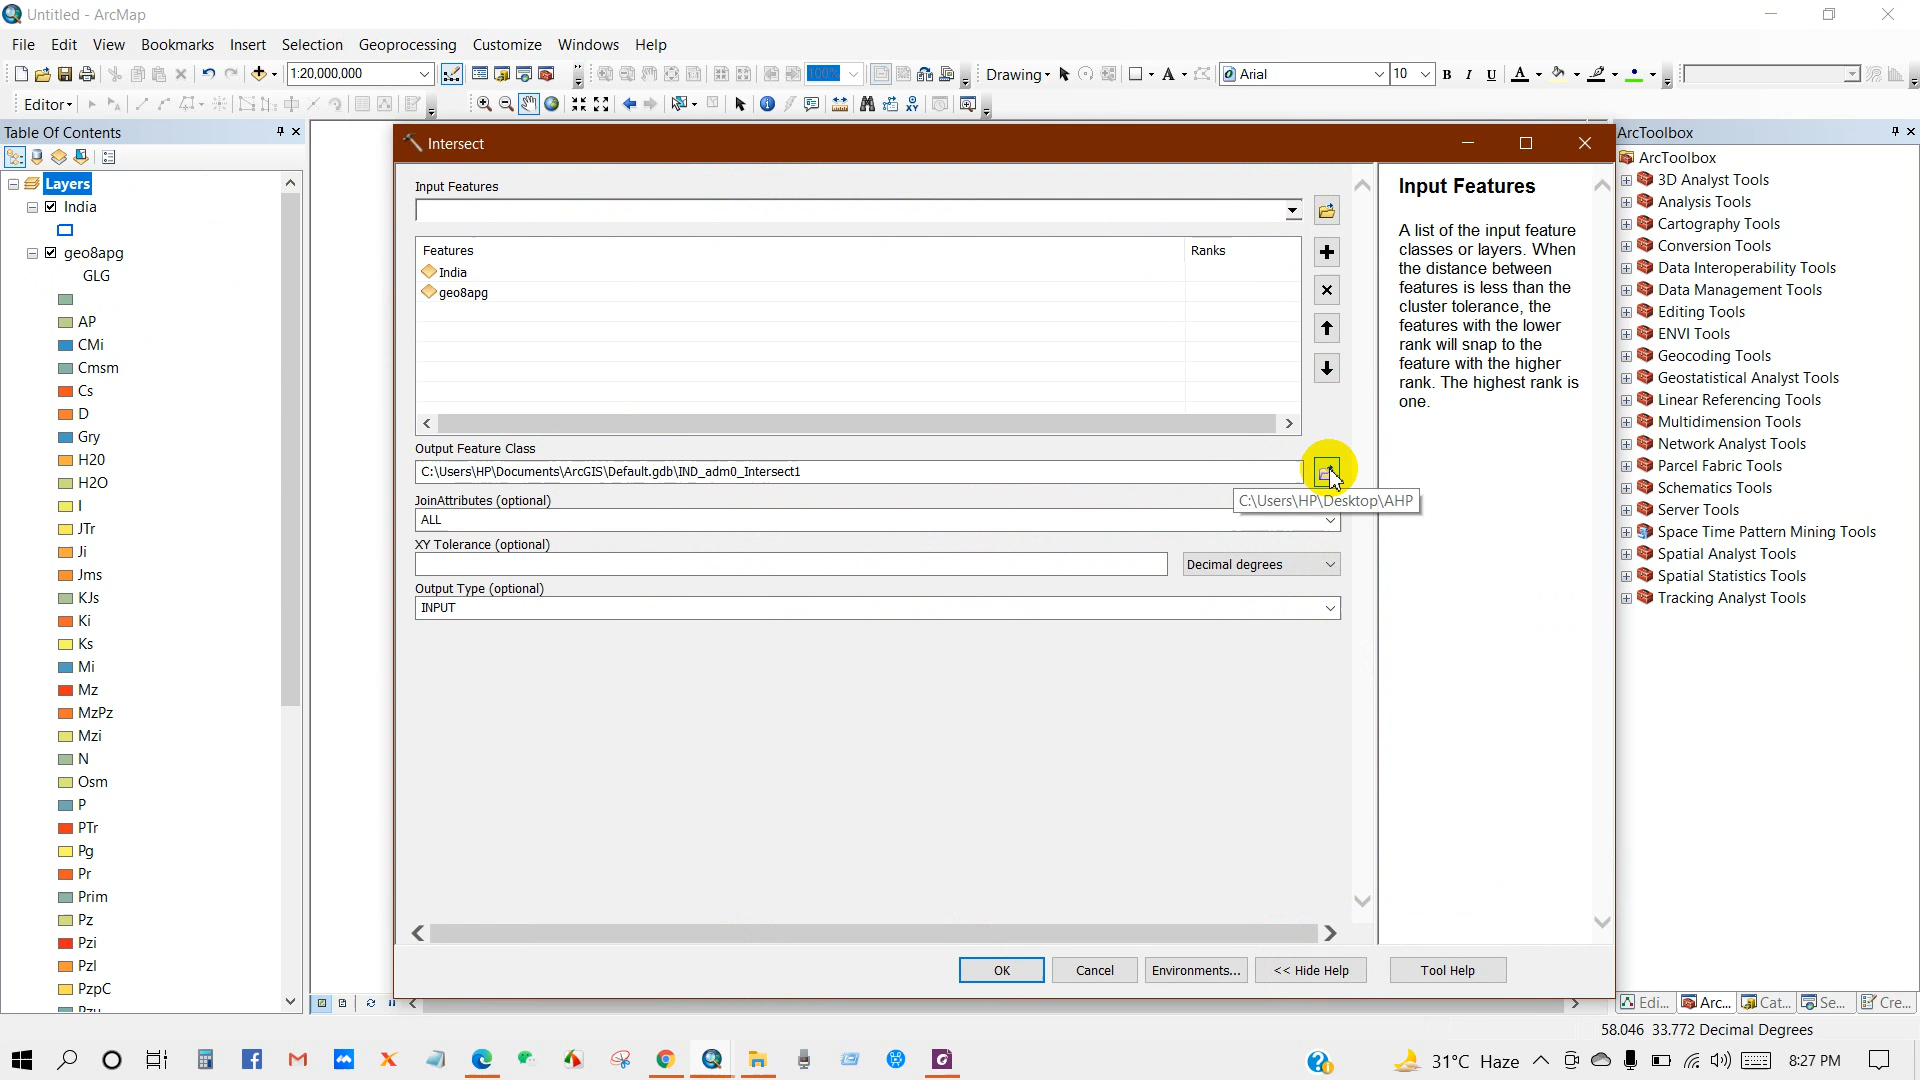 Untitled - ArcMap
File Edit View Bookmarks Insert Selection Geoprocessing Customize Windows Help
1:20,000,000 100% Drawing Arial 10 B I U A
Editor
Table Of Contents
Layers
India
geo8apg
GLG
AP
CMi
Cmsm
Cs
D
Gry
H20
H2O
I
JTr
Ji
Jms
KJs
Ki
Ks
Mi
Mz
MzPz
Mzi
N
Osm
P
PTr
Pg
Pr
Prim
Pz
Pzi
Pzl
PzpC
Intersect
Input Features
Features Ranks
India
geo8apg
Output Feature Class
C:\Users\HP\Documents\ArcGIS\Default.gdb\IND_adm0_Intersect1
C:\Users\HP\Desktop\AHP
JoinAttributes (optional)
ALL
XY Tolerance (optional)
Decimal degrees
Output Type (optional)
INPUT
OK Cancel Environments... << Hide Help Tool Help
Input Features
A list of the input feature
classes or layers. When
the distance between
features is less than the
cluster tolerance, the
features with the lower
rank will snap to the
feature with the higher
rank. The highest rank is
one.
ArcToolbox
ArcToolbox
3D Analyst Tools
Analysis Tools
Cartography Tools
Conversion Tools
Data Interoperability Tools
Data Management Tools
Editing Tools
ENVI Tools
Geocoding Tools
Geostatistical Analyst Tools
Linear Referencing Tools
Multidimension Tools
Network Analyst Tools
Parcel Fabric Tools
Schematics Tools
Server Tools
Space Time Pattern Mining Tools
Spatial Analyst Tools
Spatial Statistics Tools
Tracking Analyst Tools
Edi... Arc... Cat... Se... Cre...
58.046 33.772 Decimal Degrees
31°C Haze 8:27 PM